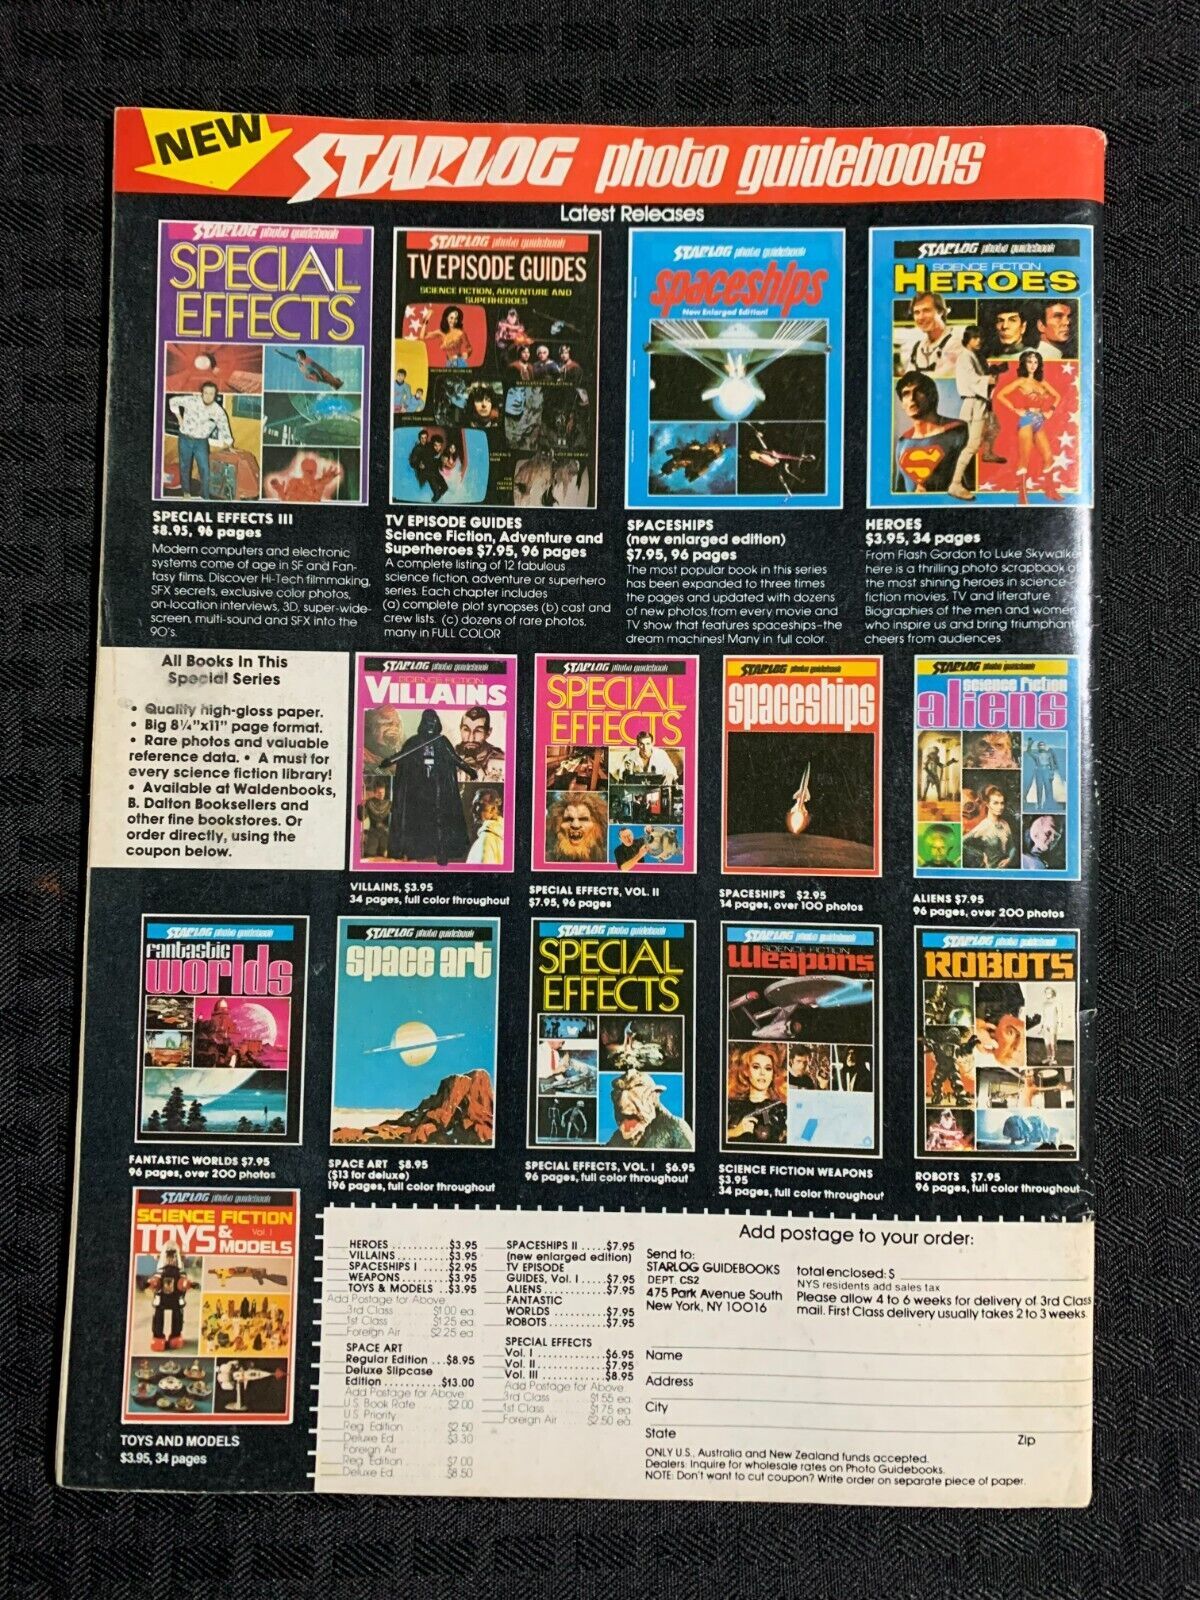 NEW
STARLOG photo guidebooks
Latest Releases
STARLOG photo guidebook
SPECIAL
EFFECTS
STARLOG photo guidebook
TV EPISODE GUIDES
SCIENCE FICTION, ADVENTURE AND
SUPERHEROES
STARLOG photo guidebook
spaceships
New Enlarged Edition!
STARLOG photo guidebook
SCIENCE FICTION
HEROES
SPECIAL EFFECTS III
$8.95, 96 pages
Modern computers and electronic
systems come of age in SF and Fan-
tasy films. Discover Hi-Tech filmmaking,
SFX secrets, exclusive color photos,
on-location interviews, 3D, super-wide-
screen, multi-sound and SFX into the
90's.
TV EPISODE GUIDES
Science Fiction, Adventure and
Superheroes $7.95, 96 pages
A complete listing of 12 fabulous
science fiction, adventure or superhero
series. Each chapter includes
(a) complete plot synopses (b) cast and
crew lists. (c) dozens of rare photos,
many in FULL COLOR
SPACESHIPS
(new enlarged edition)
$7.95, 96 pages
The most popular book in this series
has been expanded to three times
the pages and updated with dozens
of new photos from every movie and
TV show that features spaceships—the
dream machines! Many in full color.
HEROES
$3.95, 34 pages
From Flash Gordon to Luke Skywalke
here is a thrilling photo scrapbook
the most shining heroes in science-
fiction movies, TV and literature.
Biographies of the men and women
who inspire us and bring triumphant
cheers from audiences.
All Books In This
Special Series
• Quality high-gloss paper.
• Big 8¼"x11" page format.
• Rare photos and valuable
reference data. • A must for
every science fiction library!
• Available at Waldenbooks,
B. Dalton Booksellers and
other fine bookstores. Or
order directly, using the
coupon below.
STARLOG photo guidebook
SCIENCE FICTION
VILLAINS
STARLOG photo guidebook
SPECIAL
EFFECTS
STARLOG photo guidebook
spaceships
STARLOG photo guidebook
science fiction
aliens
VILLAINS, $3.95
34 pages, full color throughout
SPECIAL EFFECTS, VOL. II
$7.95, 96 pages
SPACESHIPS $2.95
34 pages, over 100 photos
ALIENS $7.95
96 pages, over 200 photos
STARLOG photo guidebook
fantastic
worlds
STARLOG photo guidebook
space art
STARLOG photo guidebook
SPECIAL
EFFECTS
STARLOG photo guidebook
SCIENCE FICTION
Weapons
STARLOG photo guidebook
ROBOTS
FANTASTIC WORLDS $7.95
96 pages, over 200 photos
SPACE ART $8.95
($13 for deluxe)
196 pages, full color throughout
SPECIAL EFFECTS, VOL. I $6.95
96 pages, full color throughout
SCIENCE FICTION WEAPONS
$3.95
34 pages, full color throughout
ROBOTS $7.95
96 pages, full color throughout
STARLOG photo guidebook
SCIENCE FICTION
TOYS &
Vol. 1
MODELS
TOYS AND MODELS
$3.95, 34 pages
HEROES...........$3.95
VILLAINS...........$3.95
SPACESHIPS I.....$2.95
WEAPONS.........$3.95
TOYS & MODELS..$3.95
Add Postage for Above
3rd Class $1.00 ea.
1st Class $1.25 ea.
Foreign Air $2.25 ea.
SPACE ART
Regular Edition...$8.95
Deluxe Slipcase
Edition..........$13.00
Add Postage for Above
U.S. Book Rate $2.00
U.S. Priority
Reg. Edition $2.50
Deluxe Ed. $3.30
Foreign Air
Reg. Edition $7.00
Deluxe Ed. $8.50
SPACESHIPS II.....$7.95
(new enlarged edition)
TV EPISODE
GUIDES, Vol. I.....$7.95
ALIENS............$7.95
FANTASTIC
WORLDS..........$7.95
ROBOTS...........$7.95
SPECIAL EFFECTS
Vol. I.............$6.95
Vol. II............$7.95
Vol. III...........$8.95
Add Postage for Above
3rd Class $1.55 ea.
1st Class $1.75 ea.
Foreign Air $2.50 ea.
Add postage to your order:
Send to:
STARLOG GUIDEBOOKS
DEPT. CS2
475 Park Avenue South
New York, NY 10016
total enclosed: $
NYS residents add sales tax
Please allow 4 to 6 weeks for delivery of 3rd Class
mail. First Class delivery usually takes 2 to 3 weeks.
Name
Address
City
State
Zip
ONLY U.S., Australia and New Zealand funds accepted.
Dealers: Inquire for wholesale rates on Photo Guidebooks.
NOTE: Don't want to cut coupon? Write order on separate piece of paper.